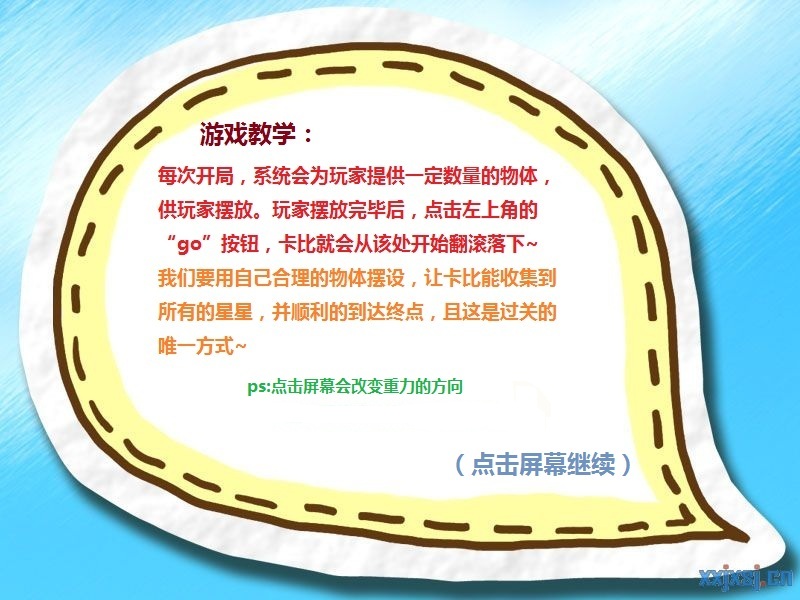 游戏教学：
每次开局，系统会为玩家提供一定数量的物体，
供玩家摆放。玩家摆放完毕后，点击左上角的
“go”按钮，卡比就会从该处开始翻滚落下~
我们要用自己合理的物体摆设，让卡比能收集到
所有的星星，并顺利的到达终点，且这是过关的
唯一方式~
ps:点击屏幕会改变重力的方向
（点击屏幕继续）
xxjxsj.cn